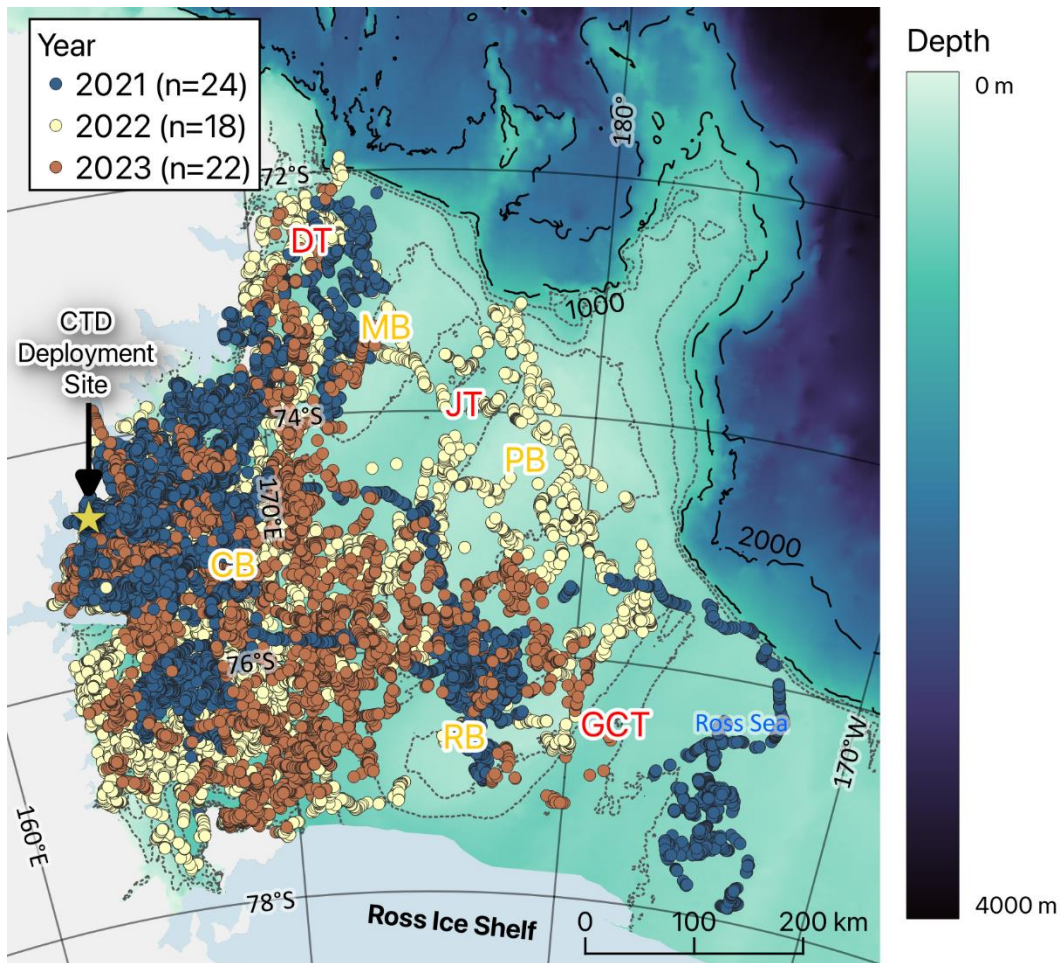 Year
2021 (n=24)
2022 (n=18)
2023 (n=22)
Depth
0 m
4000 m
180°
72°S
DT
1000
MB
CTD
Deployment
Site
JT
74°S
PB
170°E
2000
CB
76°S
RB
GCT
Ross Sea
170°W
160°E
78°S
Ross Ice Shelf
0 100 200 km